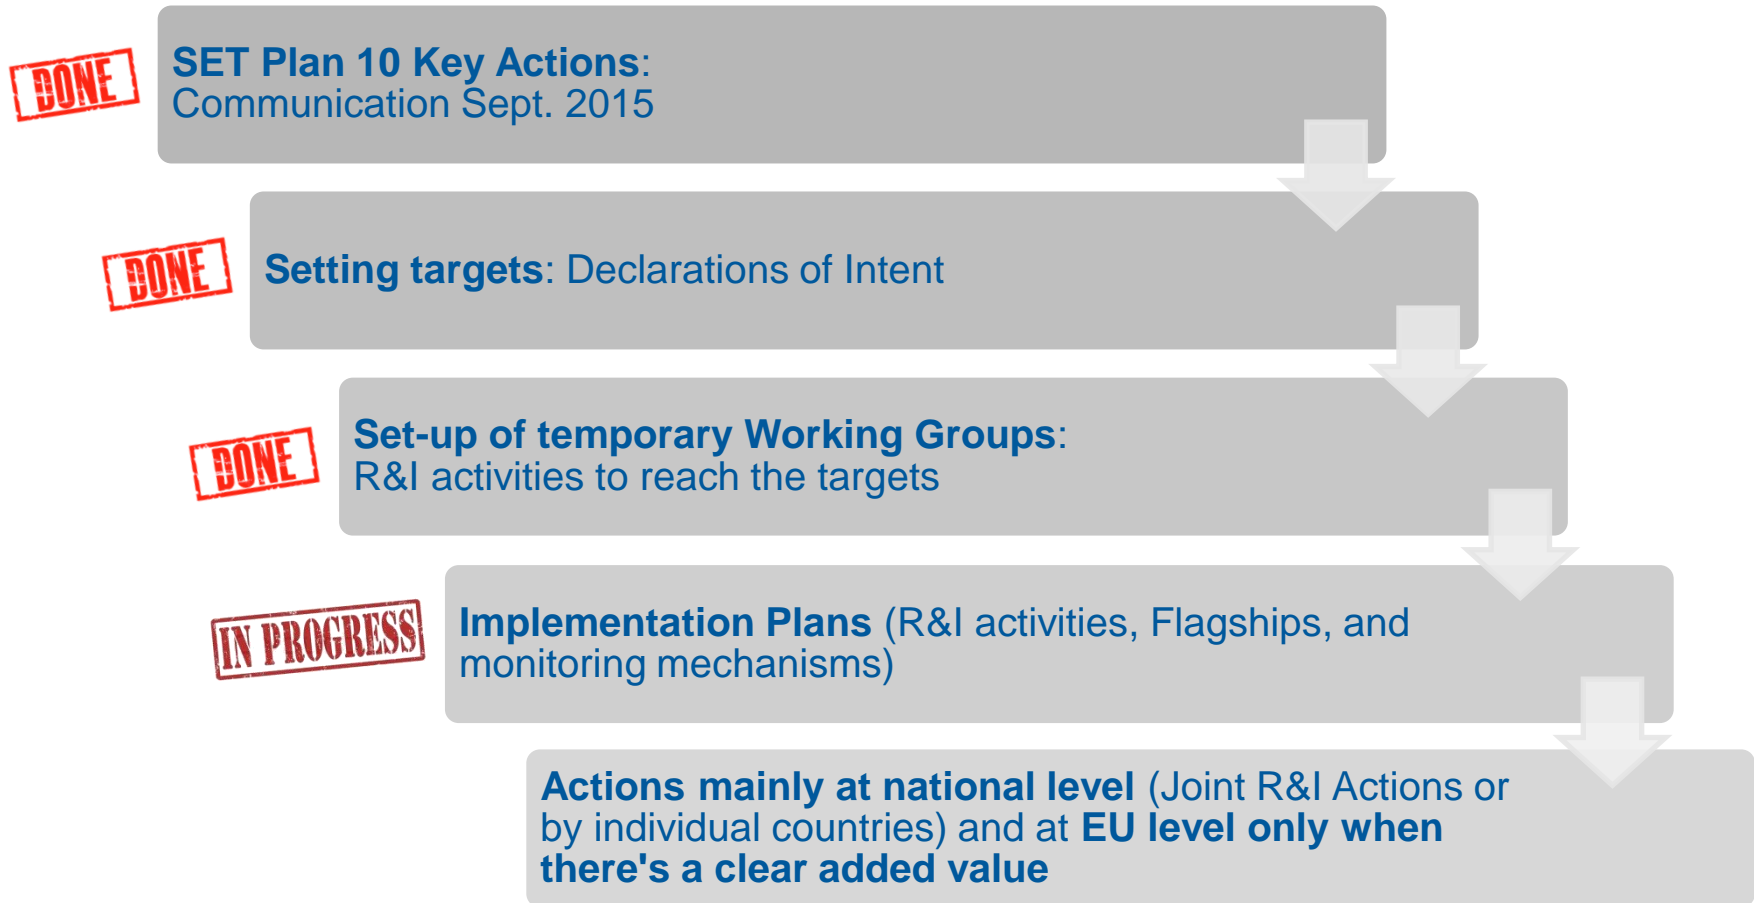 DONE
SET Plan 10 Key Actions:
Communication Sept. 2015
DONE
Setting targets: Declarations of Intent
DONE
Set-up of temporary Working Groups:
R&I activities to reach the targets
IN PROGRESS
Implementation Plans (R&I activities, Flagships, and
monitoring mechanisms)
Actions mainly at national level (Joint R&I Actions or
by individual countries) and at EU level only when
there's a clear added value